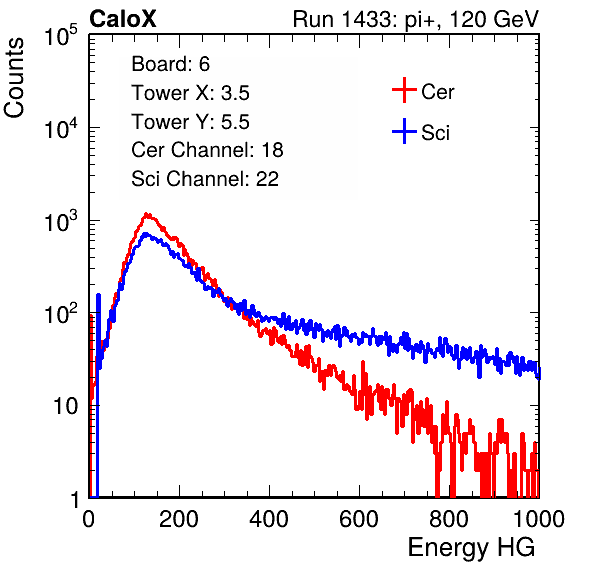 CaloX Run 1433: pi+, 120 GeV
Counts
10^5
10^4
10^3
10^2
10
1
Board: 6
Tower X: 3.5
Tower Y: 5.5
Cer Channel: 18
Sci Channel: 22
Cer
Sci
0 200 400 600 800 1000
Energy HG